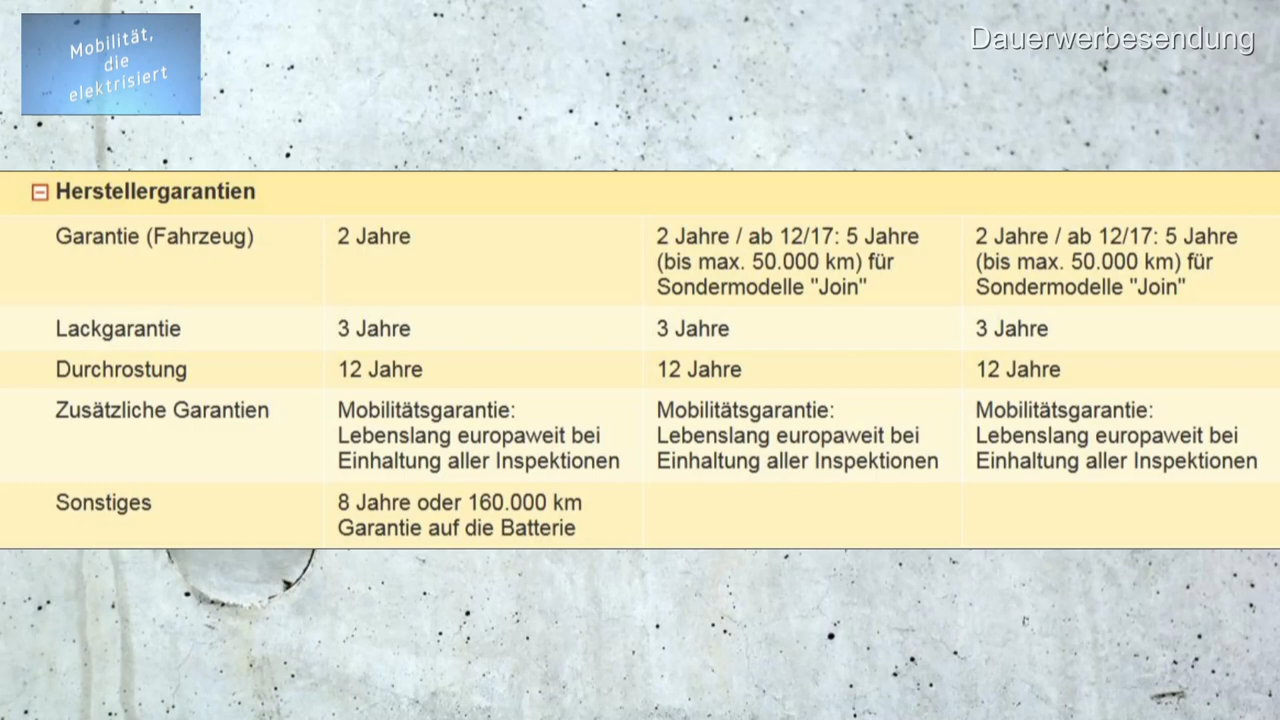 Mobilität,
die
elektrisiert
Dauerwerbesendung
Herstellergarantien
Garantie (Fahrzeug)
2 Jahre
2 Jahre / ab 12/17: 5 Jahre
(bis max. 50.000 km) für
Sondermodelle "Join"
2 Jahre / ab 12/17: 5 Jahre
(bis max. 50.000 km) für
Sondermodelle "Join"
Lackgarantie
3 Jahre
3 Jahre
3 Jahre
Durchrostung
12 Jahre
12 Jahre
12 Jahre
Zusätzliche Garantien
Mobilitätsgarantie:
Lebenslang europaweit bei
Einhaltung aller Inspektionen
Mobilitätsgarantie:
Lebenslang europaweit bei
Einhaltung aller Inspektionen
Mobilitätsgarantie:
Lebenslang europaweit bei
Einhaltung aller Inspektionen
Sonstiges
8 Jahre oder 160.000 km
Garantie auf die Batterie